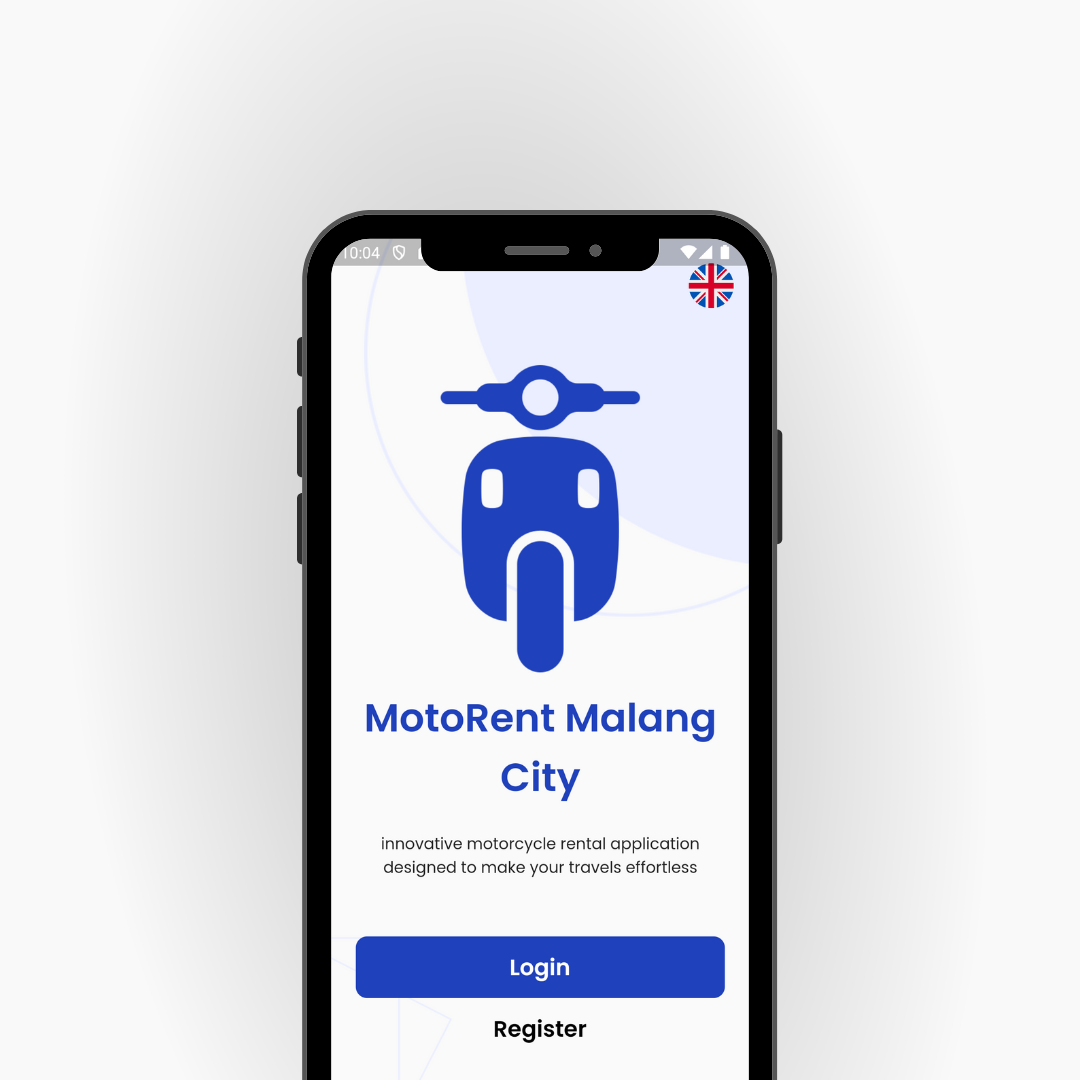 10:04
MotoRent Malang
City
innovative motorcycle rental application
designed to make your travels effortless
Login
Register